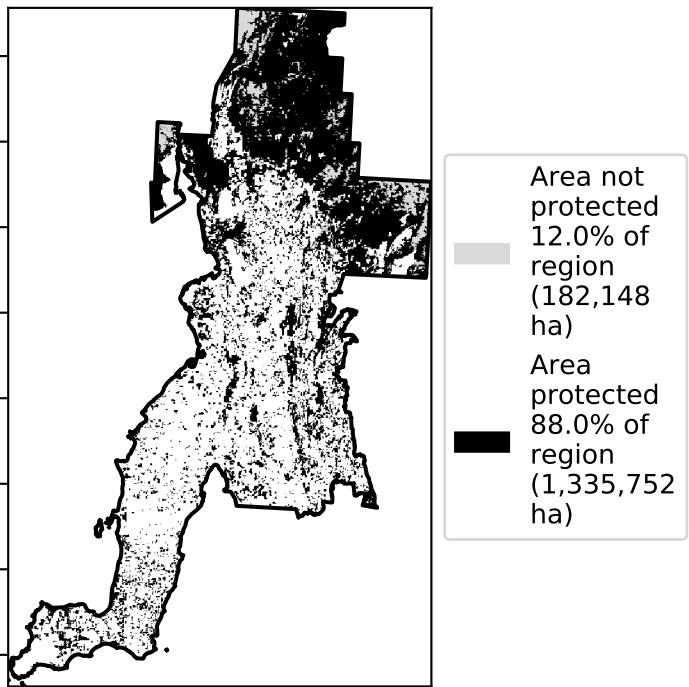 Area not
protected
12.0% of
region
(182,148
ha)
Area
protected
88.0% of
region
(1,335,752
ha)